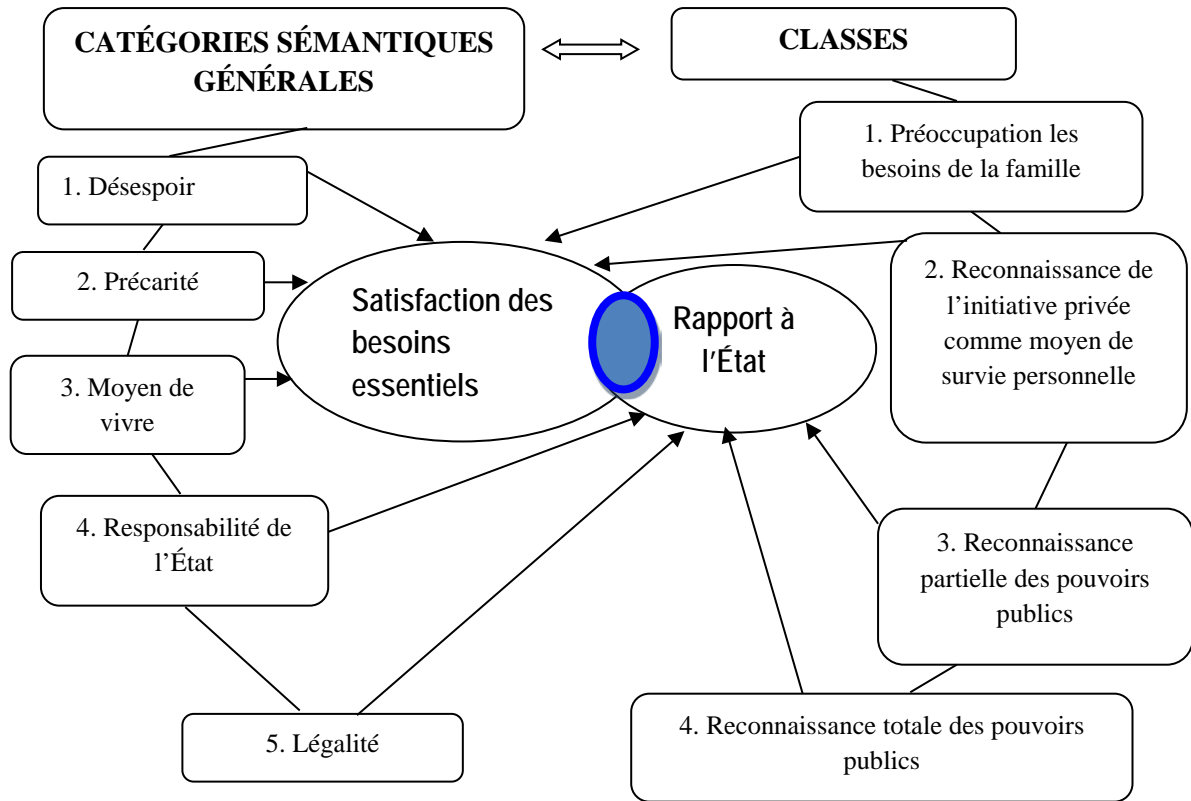 CATÉGORIES SÉMANTIQUES
GÉNÉRALES
CLASSES
1. Désespoir
2. Précarité
3. Moyen de
vivre
4. Responsabilité de
l’État
5. Légalité
Satisfaction des
besoins
essentiels
Rapport à
l’État
1. Préoccupation les
besoins de la famille
2. Reconnaissance de
l’initiative privée
comme moyen de
survie personnelle
3. Reconnaissance
partielle des pouvoirs
publics
4. Reconnaissance totale des pouvoirs
publics